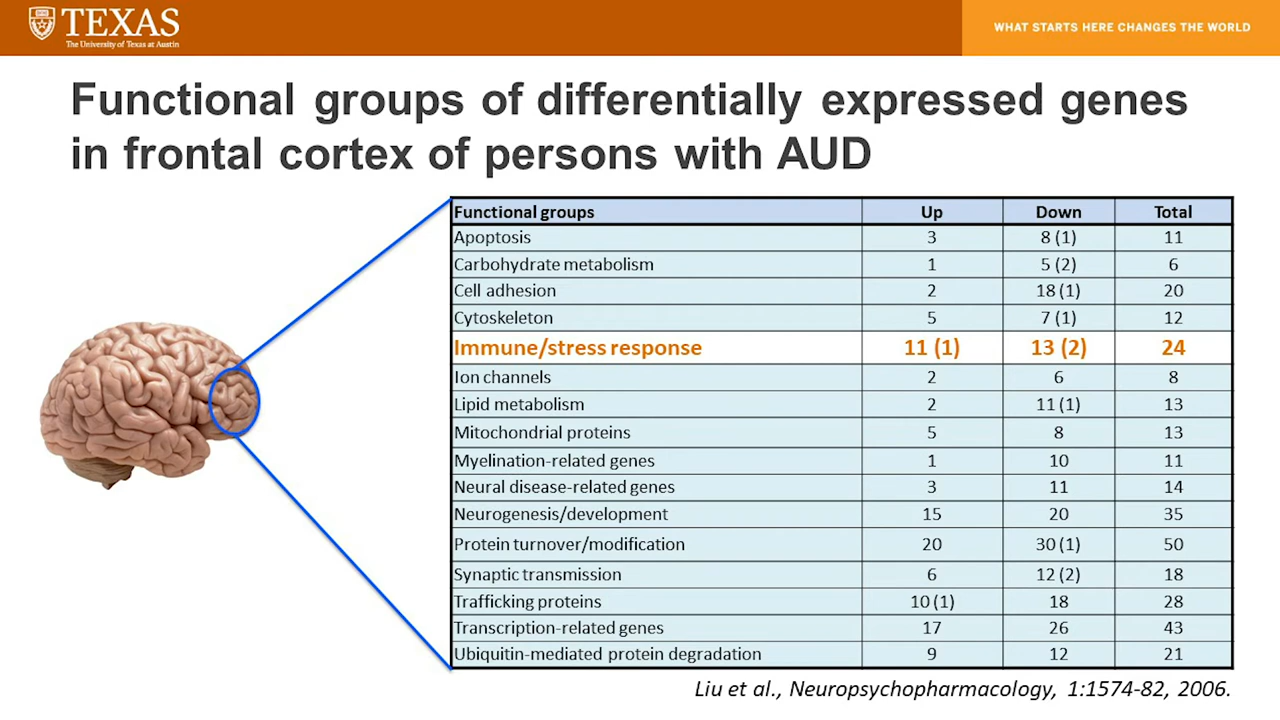 TEXAS
The University of Texas at Austin
WHAT STARTS HERE CHANGES THE WORLD
Functional groups of differentially expressed genes
in frontal cortex of persons with AUD
Functional groups Up Down Total
Apoptosis 3 8 (1) 11
Carbohydrate metabolism 1 5 (2) 6
Cell adhesion 2 18 (1) 20
Cytoskeleton 5 7 (1) 12
Immune/stress response 11 (1) 13 (2) 24
Ion channels 2 6 8
Lipid metabolism 2 11 (1) 13
Mitochondrial proteins 5 8 13
Myelination-related genes 1 10 11
Neural disease-related genes 3 11 14
Neurogenesis/development 15 20 35
Protein turnover/modification 20 30 (1) 50
Synaptic transmission 6 12 (2) 18
Trafficking proteins 10 (1) 18 28
Transcription-related genes 17 26 43
Ubiquitin-mediated protein degradation 9 12 21
Liu et al., Neuropsychopharmacology, 1:1574-82, 2006.